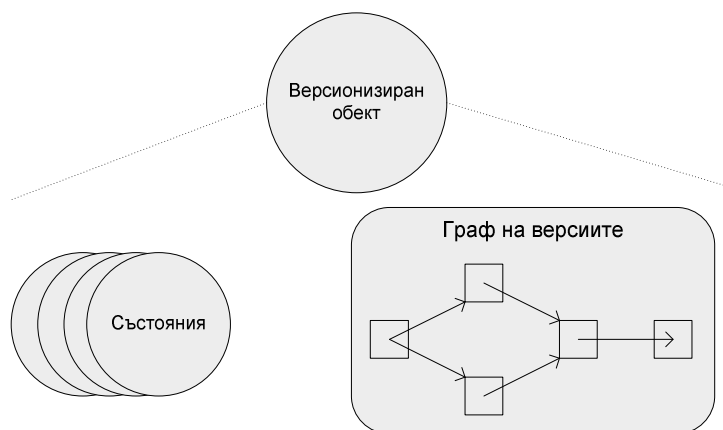 Версионизиран
обект
Граф на версиите
Състояния